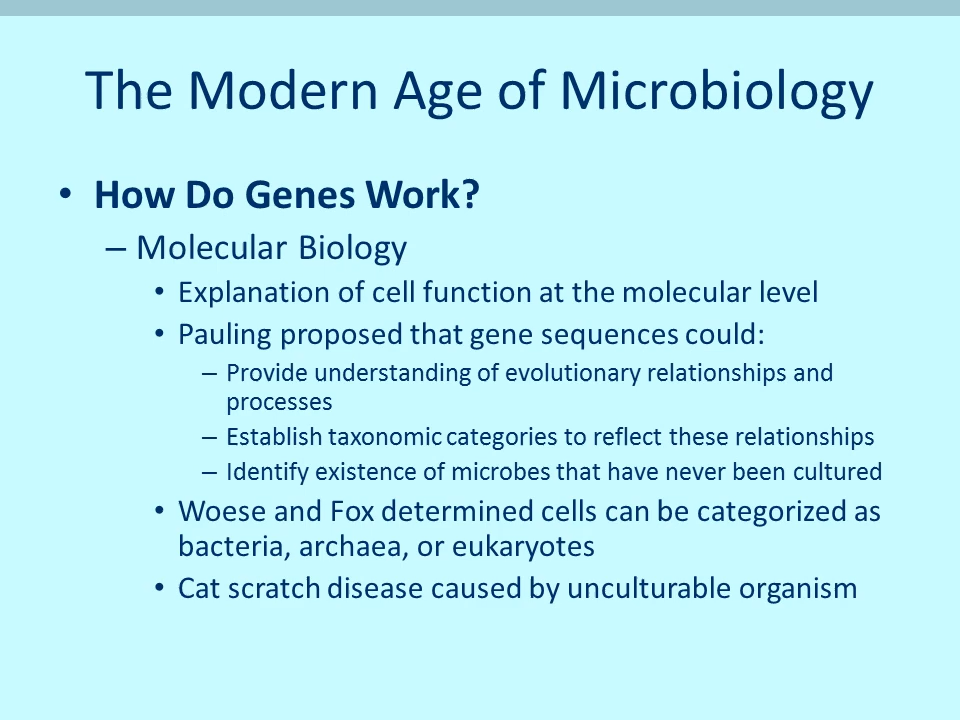 The Modern Age of Microbiology
• How Do Genes Work?
– Molecular Biology
• Explanation of cell function at the molecular level
• Pauling proposed that gene sequences could:
– Provide understanding of evolutionary relationships and
processes
– Establish taxonomic categories to reflect these relationships
– Identify existence of microbes that have never been cultured
• Woese and Fox determined cells can be categorized as
bacteria, archaea, or eukaryotes
• Cat scratch disease caused by unculturable organism